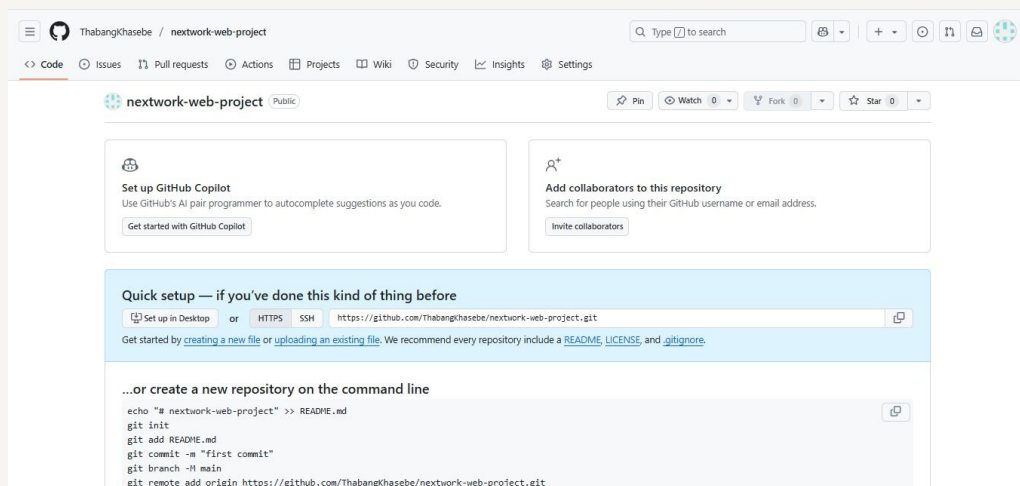 ThabangKhasebe / nextwork-web-project
Type / to search
Code Issues Pull requests Actions Projects Wiki Security Insights Settings
nextwork-web-project Public
Pin Watch 0 Fork 0 Star 0
Set up GitHub Copilot
Use GitHub's AI pair programmer to autocomplete suggestions as you code.
Get started with GitHub Copilot
Add collaborators to this repository
Search for people using their GitHub username or email address.
Invite collaborators
Quick setup — if you've done this kind of thing before
Set up in Desktop or HTTPS SSH https://github.com/ThabangKhasebe/nextwork-web-project.git
Get started by creating a new file or uploading an existing file. We recommend every repository include a README, LICENSE, and .gitignore.
...or create a new repository on the command line
echo "# nextwork-web-project" >> README.md
git init
git add README.md
git commit -m "first commit"
git branch -M main
git remote add origin https://github.com/ThabangKhasebe/nextwork-web-project.git